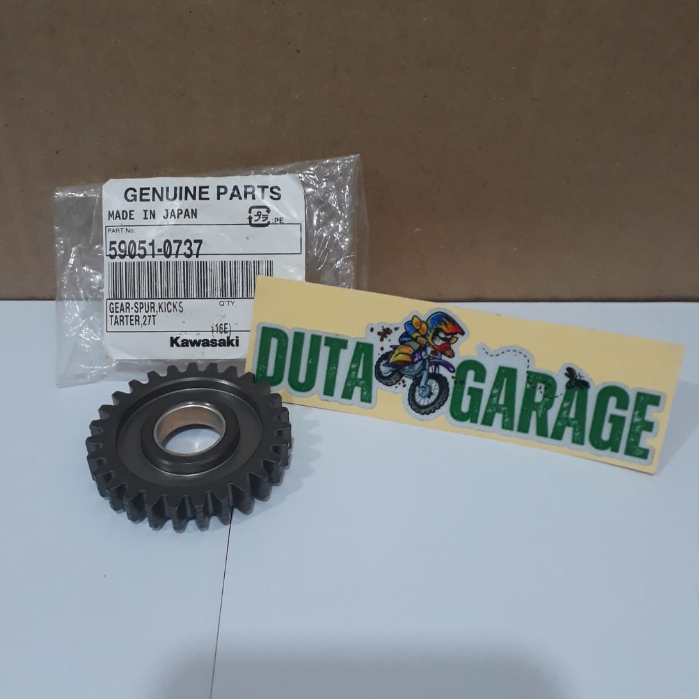 GENUINE PARTS
MADE IN JAPAN
PE
PART No.
59051-0737
GEAR-SPUR,KICKS
TARTER,27T
Q'TY.
(16E)
Kawasaki
DUTA GARAGE